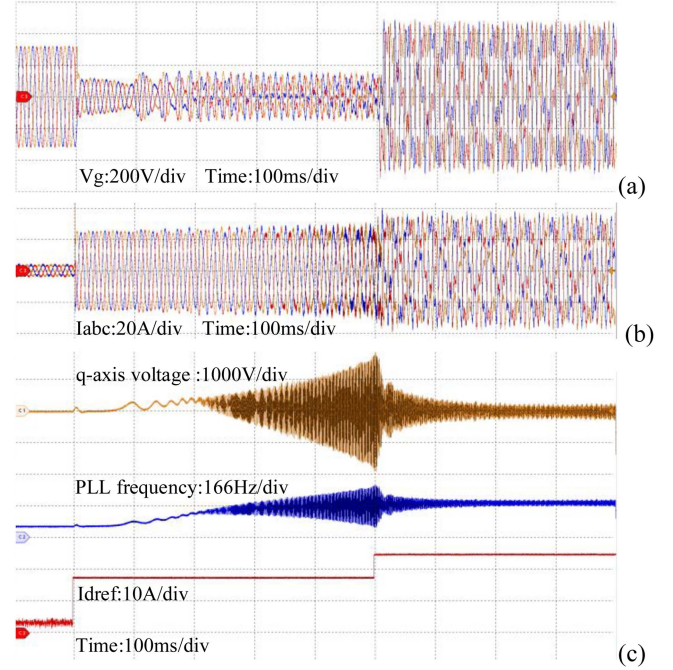 Vg:200V/div Time:100ms/div
(a)
Iabc:20A/div Time:100ms/div
(b)
q-axis voltage :1000V/div
PLL frequency:166Hz/div
Idref:10A/div
Time:100ms/div
(c)